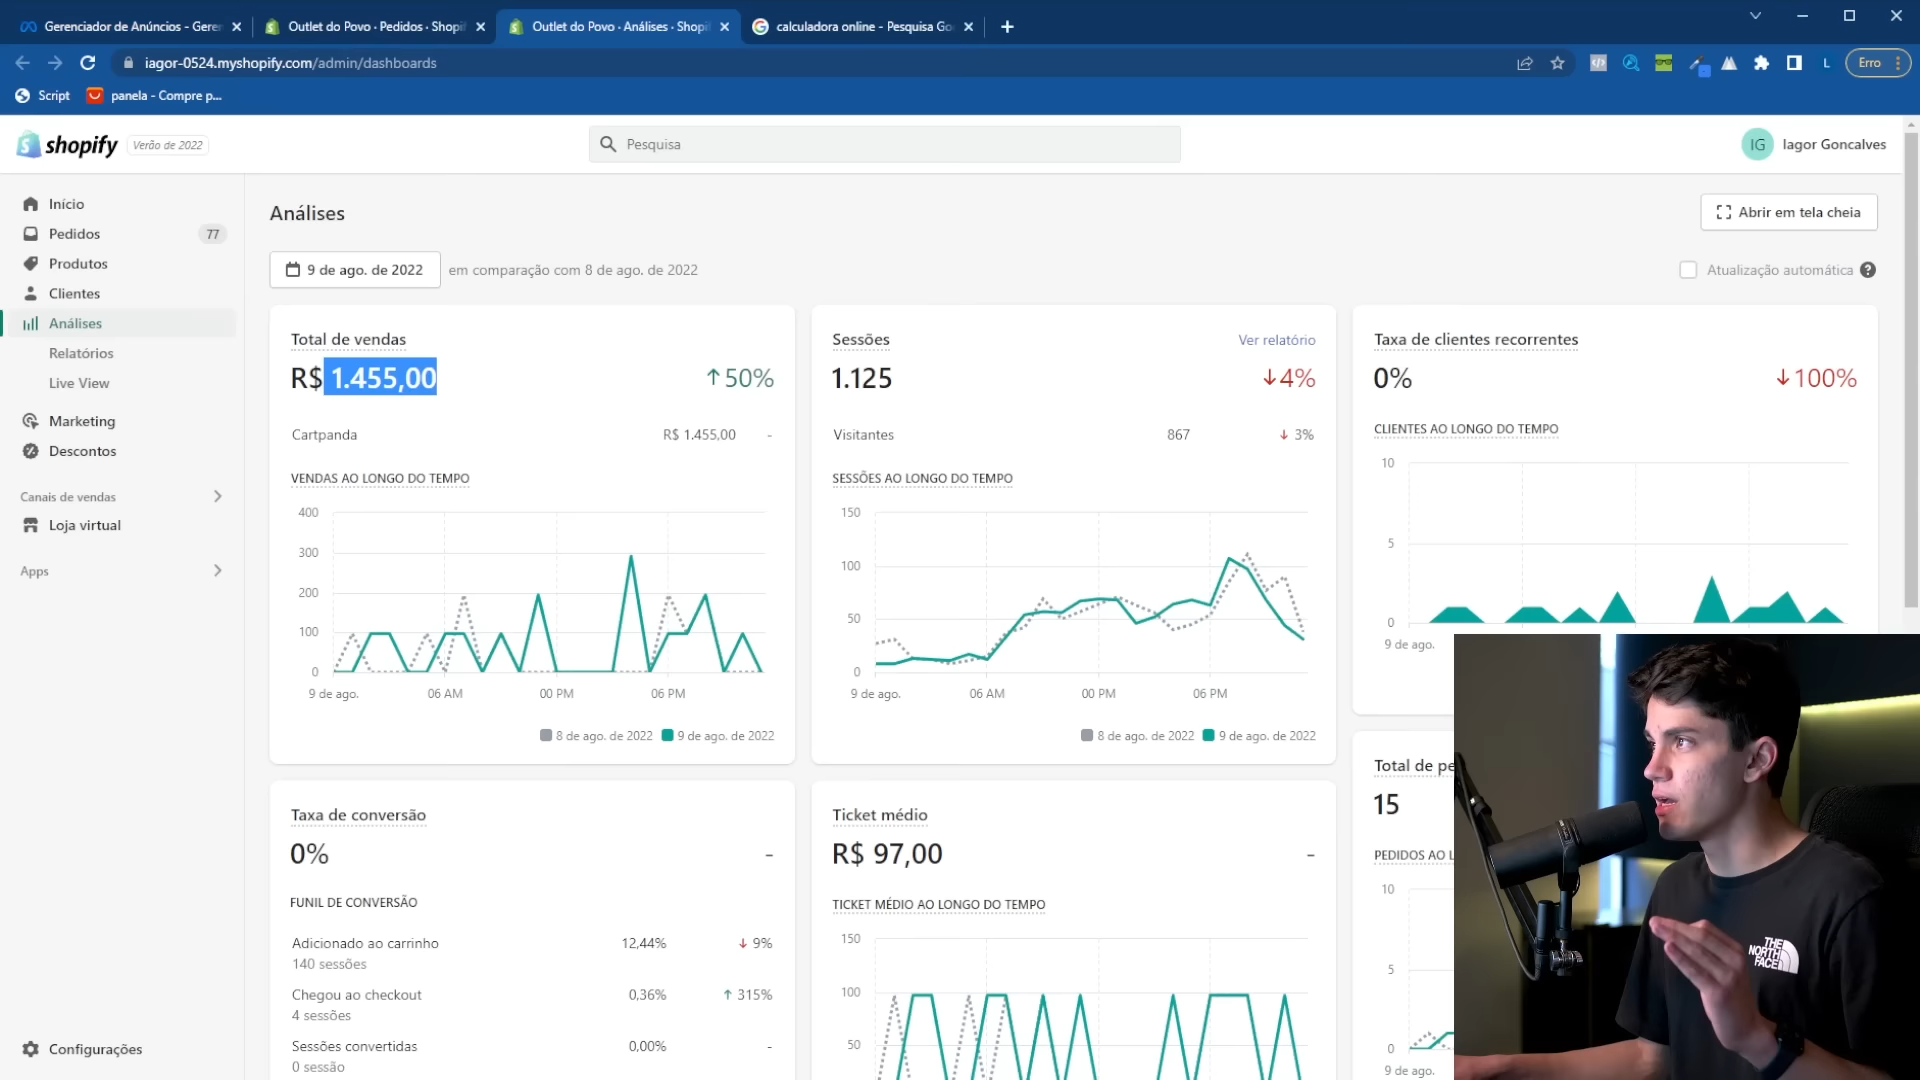 Gerenciador de Anúncios - Geren
Outlet do Povo · Pedidos · Shopif
Outlet do Povo · Análises · Shopi
calculadora online - Pesquisa Go
iagor-0524.myshopify.com/admin/dashboards
L
Erro
Script
panela - Compre p...
shopify
Verão de 2022
Pesquisa
IG
Iagor Goncalves
Início
Pedidos
77
Produtos
Clientes
Análises
Relatórios
Live View
Marketing
Descontos
Canais de vendas
Loja virtual
Apps
Configurações
Análises
Abrir em tela cheia
9 de ago. de 2022
em comparação com 8 de ago. de 2022
Atualização automática
Total de vendas
R$ 1.455,00
↑50%
Cartpanda
R$ 1.455,00
-
VENDAS AO LONGO DO TEMPO
400
300
200
100
0
9 de ago.
06 AM
00 PM
06 PM
8 de ago. de 2022
9 de ago. de 2022
Sessões
Ver relatório
1.125
↓4%
Visitantes
867
↓ 3%
SESSÕES AO LONGO DO TEMPO
150
100
50
0
9 de ago.
06 AM
00 PM
06 PM
8 de ago. de 2022
9 de ago. de 2022
Taxa de clientes recorrentes
0%
↓100%
CLIENTES AO LONGO DO TEMPO
10
5
0
9 de ago.
Taxa de conversão
0%
-
FUNIL DE CONVERSÃO
Adicionado ao carrinho
12,44%
↓ 9%
140 sessões
Chegou ao checkout
0,36%
↑ 315%
4 sessões
Sessões convertidas
0,00%
-
0 sessão
Ticket médio
R$ 97,00
-
TICKET MÉDIO AO LONGO DO TEMPO
150
100
50
Total de pe
15
PEDIDOS AO L
10
5
0
9 de ago.
THE
NORTH
FACE